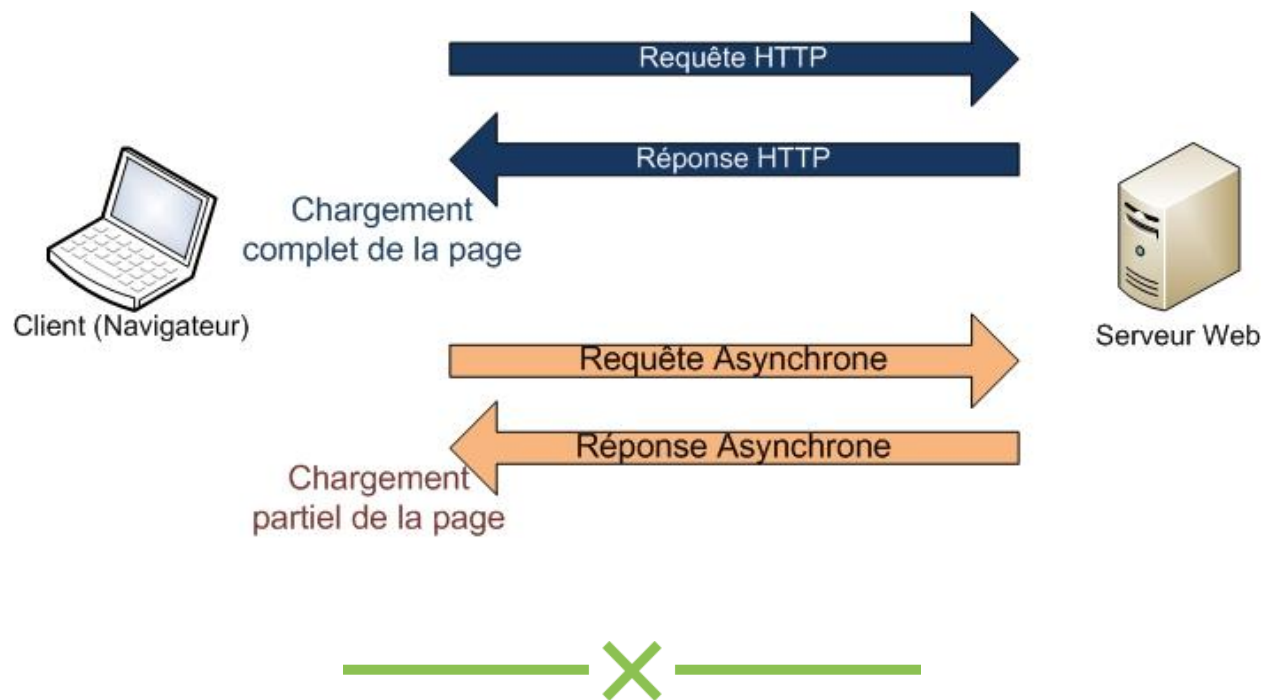 Requête HTTP
Réponse HTTP
Chargement
complet de la page
Client (Navigateur)
Serveur Web
Requête Asynchrone
Réponse Asynchrone
Chargement
partiel de la page